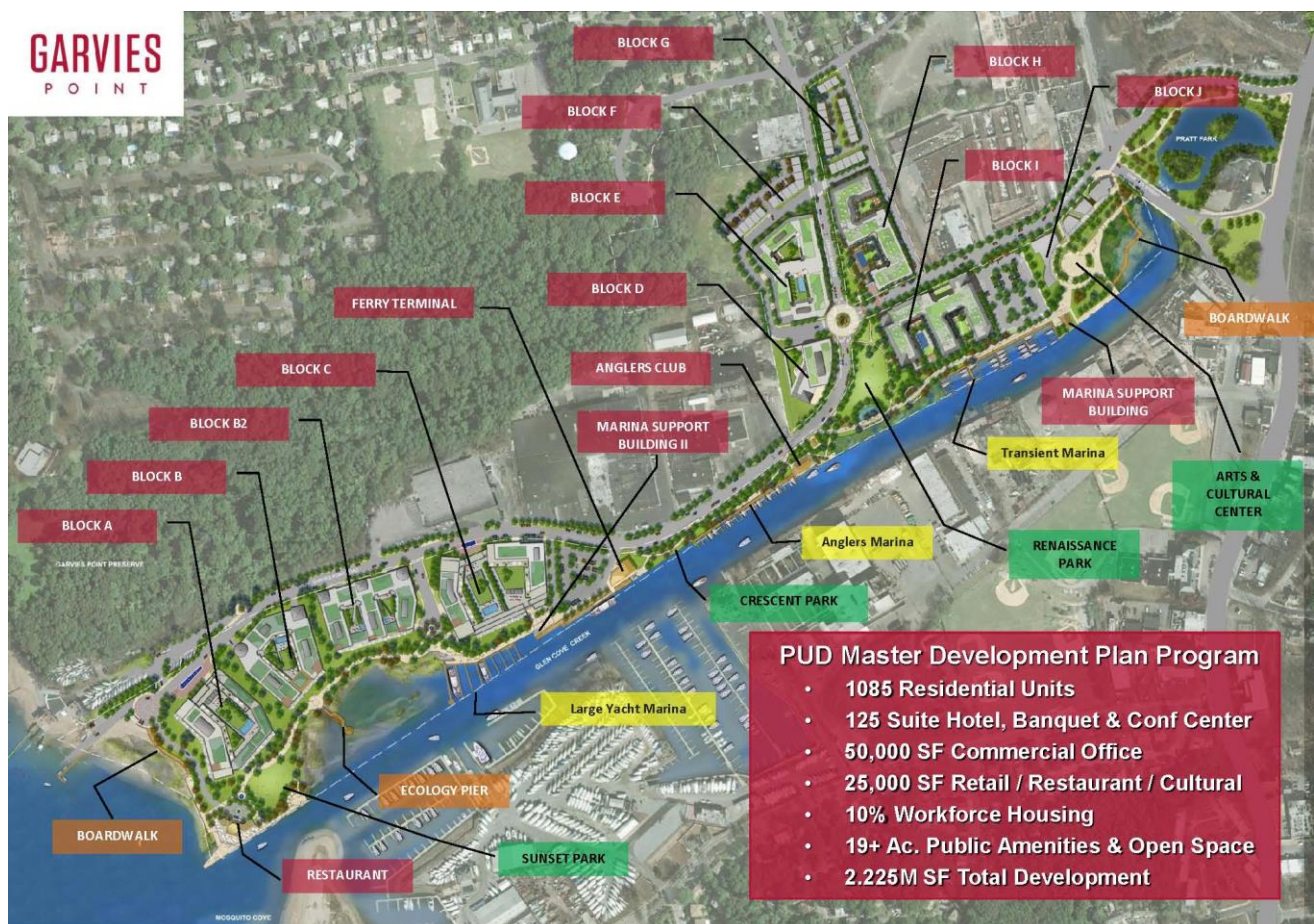 GARVIES
POINT
BLOCK G
BLOCK H
BLOCK J
BLOCK F
PRATT PARK
BLOCK I
BLOCK E
BLOCK D
FERRY TERMINAL
BOARDWALK
BLOCK C
ANGLERS CLUB
MARINA SUPPORT
BUILDING
BLOCK B2
MARINA SUPPORT
BUILDING II
Transient Marina
BLOCK B
ARTS &
CULTURAL
CENTER
BLOCK A
Anglers Marina
RENAISSANCE
PARK
GARVIES POINT PRESERVE
CRESCENT PARK
GLEN COVE CREEK
Large Yacht Marina
ECOLOGY PIER
BOARDWALK
SUNSET PARK
RESTAURANT
MOSQUITO COVE
PUD Master Development Plan Program
• 1085 Residential Units
• 125 Suite Hotel, Banquet & Conf Center
• 50,000 SF Commercial Office
• 25,000 SF Retail / Restaurant / Cultural
• 10% Workforce Housing
• 19+ Ac. Public Amenities & Open Space
• 2.225M SF Total Development